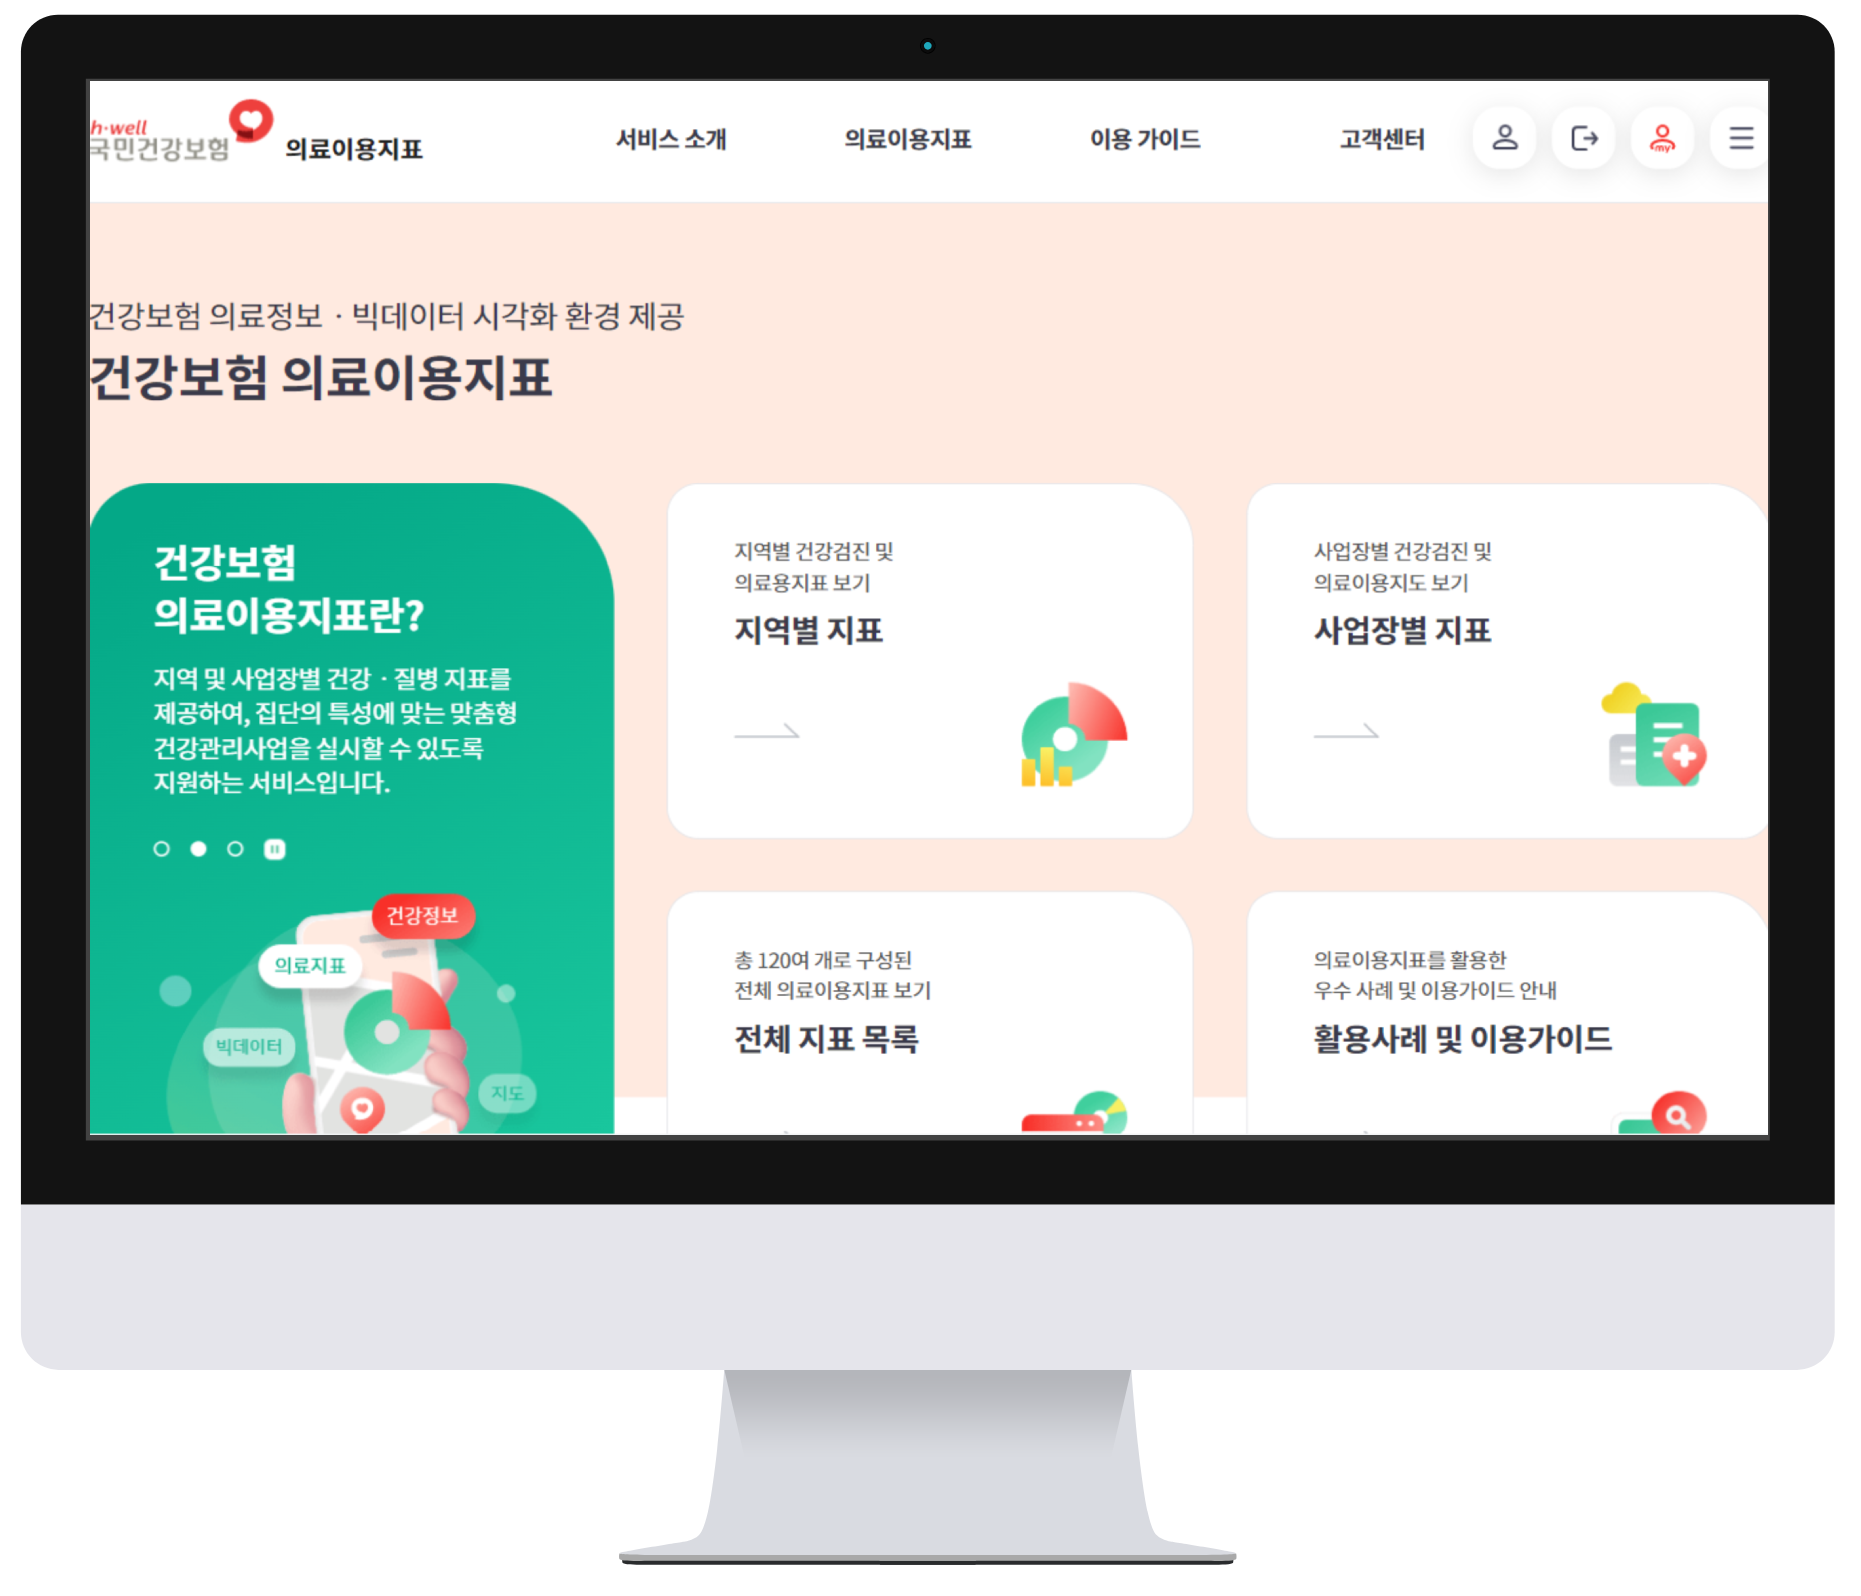 h·well
국민건강보험
의료이용지표
서비스 소개
의료이용지표
이용 가이드
고객센터
my
건강보험 의료정보 · 빅데이터 시각화 환경 제공
건강보험 의료이용지표
건강보험
의료이용지표란?
지역 및 사업장별 건강 · 질병 지표를
제공하여, 집단의 특성에 맞는 맞춤형
건강관리사업을 실시할 수 있도록
지원하는 서비스입니다.
건강정보
의료지표
빅데이터
지도
지역별 건강검진 및
의료용지표 보기
지역별 지표
사업장별 건강검진 및
의료이용지도 보기
사업장별 지표
총 120여 개로 구성된
전체 의료이용지표 보기
전체 지표 목록
의료이용지표를 활용한
우수 사례 및 이용가이드 안내
활용사례 및 이용가이드